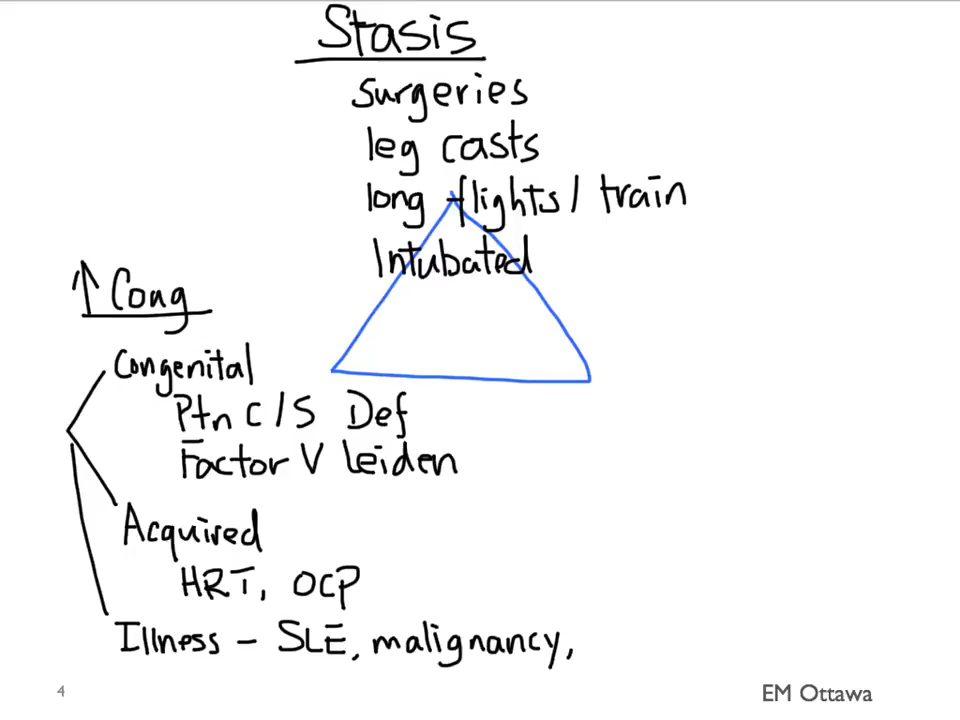 Stasis
surgeries
leg casts
long flights / train
Intubated
↑ Coag
Congenital
Ptn C / S Def
Factor V Leiden
Acquired
HRT, OCP
Illness - SLE, malignancy,
4
EM Ottawa